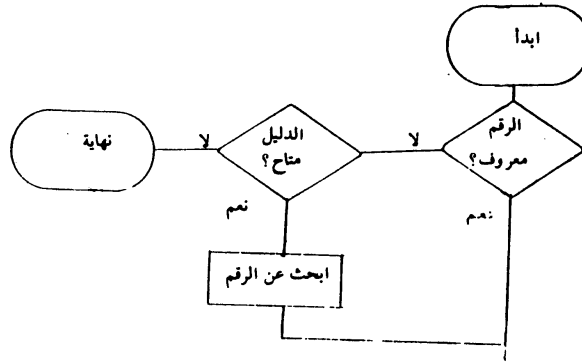 ابدأ
الرقم
معروف؟
لا
نعم
الدليل
متاح؟
لا
نعم
نهاية
ابحث عن الرقم